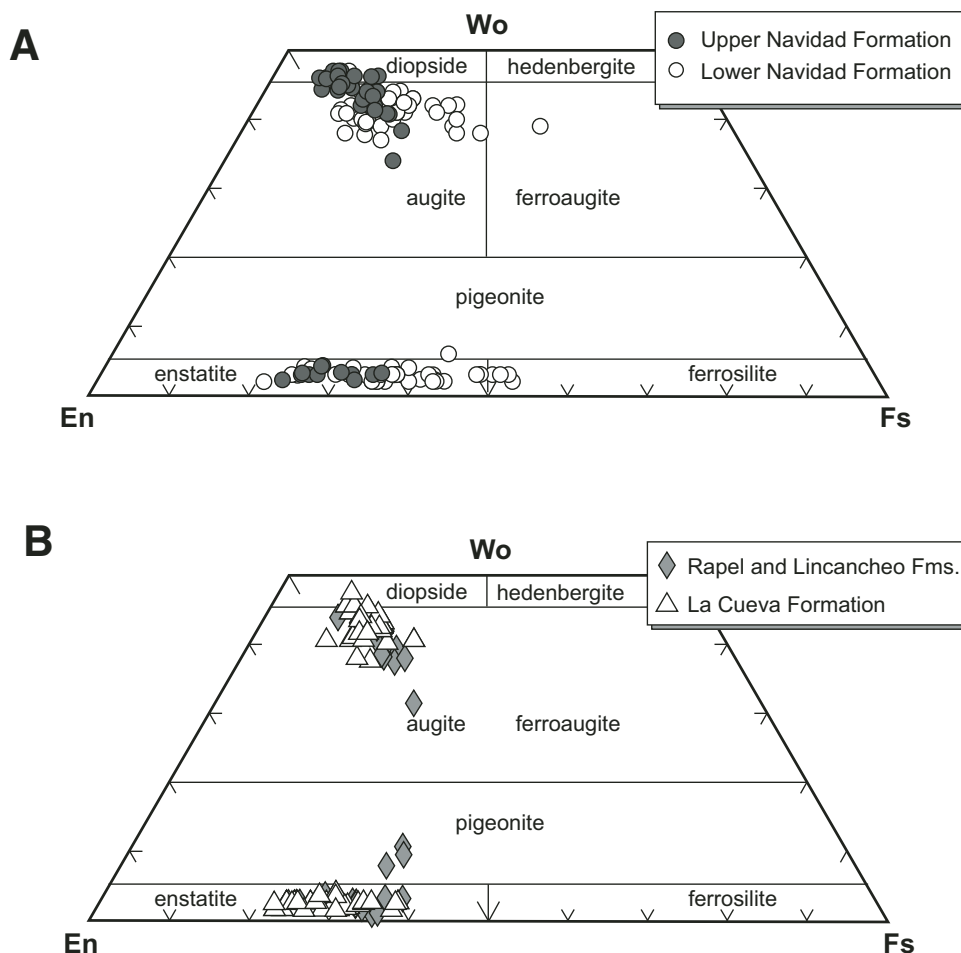 A
Wo
Upper Navidad Formation
Lower Navidad Formation
diopside hedenbergite
augite ferroaugite
pigeonite
enstatite ferrosilite
En Fs
B
Wo
Rapel and Lincancheo Fms.
La Cueva Formation
diopside hedenbergite
augite ferroaugite
pigeonite
enstatite ferrosilite
En Fs